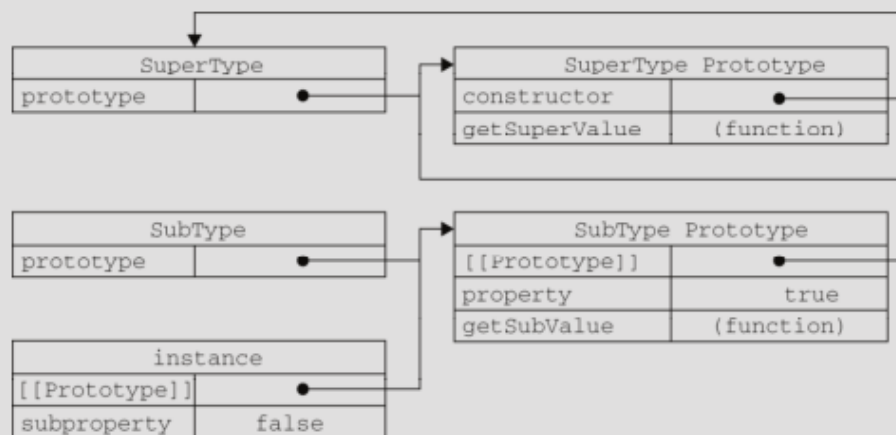 SuperType
prototype
SuperType Prototype
constructor
getSuperValue (function)
SubType
prototype
SubType Prototype
[[Prototype]]
property true
getSubValue (function)
instance
[[Prototype]]
subproperty false